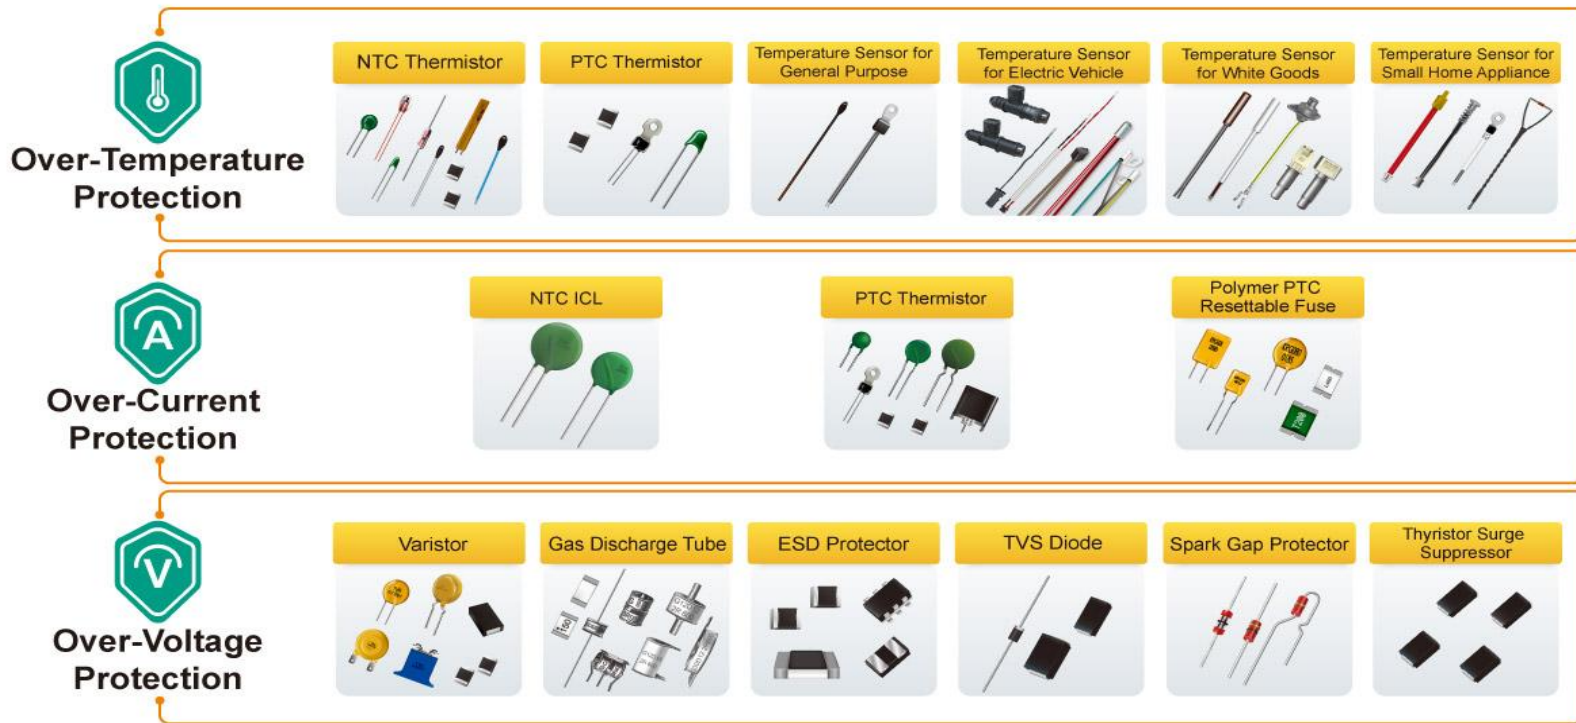 Over-Temperature
Protection
NTC Thermistor
PTC Thermistor
Temperature Sensor for
General Purpose
Temperature Sensor
for Electric Vehicle
Temperature Sensor
for White Goods
Temperature Sensor for
Small Home Appliance
A
Over-Current
Protection
NTC ICL
PTC Thermistor
Polymer PTC
Resettable Fuse
T200
V
Over-Voltage
Protection
Varistor
Gas Discharge Tube
150
ESD Protector
TVS Diode
Spark Gap Protector
Thyristor Surge
Suppressor